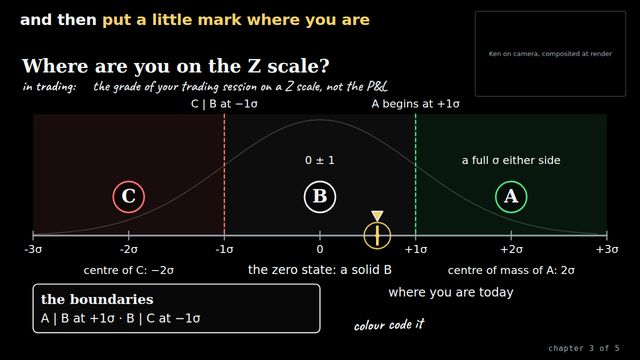 and then put a little mark where you are
Ken on camera, composited at render
Where are you on the Z scale?
in trading: the grade of your trading session on a Z scale, not the P&L
C | B at −1σ
A begins at +1σ
0 ± 1
a full σ either side
C
B
A
-3σ -2σ -1σ 0 +1σ +2σ +3σ
centre of C: −2σ
the zero state: a solid B
centre of mass of A: 2σ
the boundaries
A | B at +1σ · B | C at −1σ
where you are today
colour code it
chapter 3 of 5